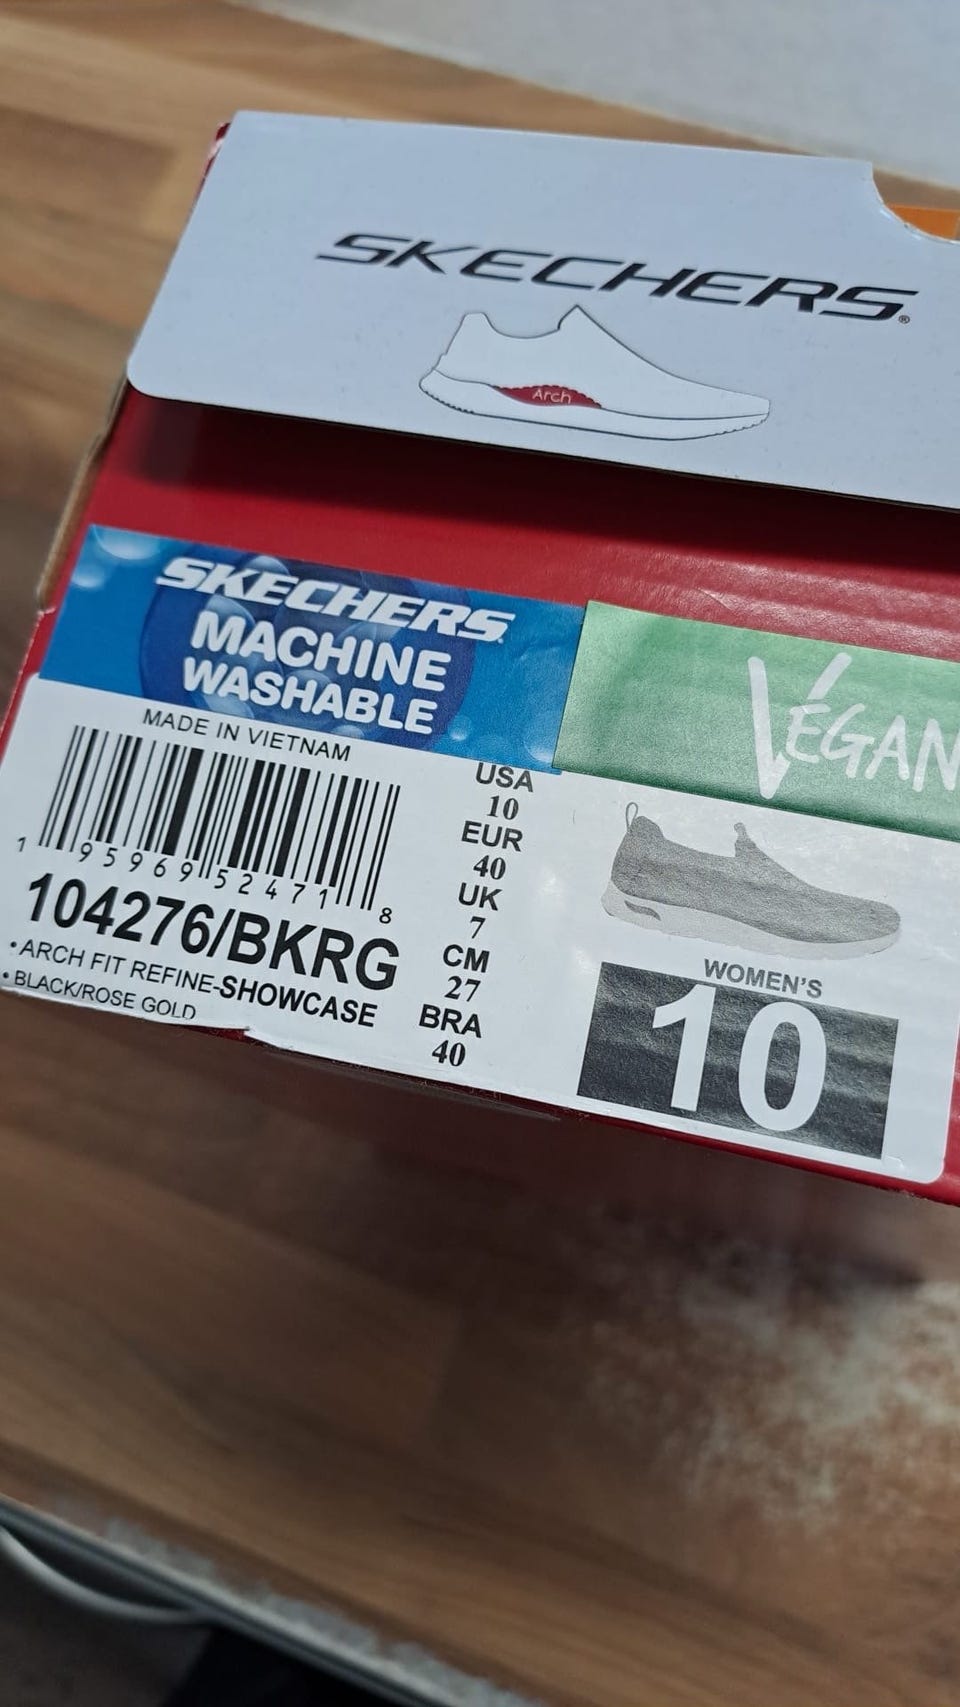 SKECHERS®
Arch
SKECHERS
MACHINE
WASHABLE
VEGAN
MADE IN VIETNAM
1 95969 52471 8
104276/BKRG
•ARCH FIT REFINE-SHOWCASE
•BLACK/ROSE GOLD
USA
10
EUR
40
UK
7
CM
27
BRA
40
WOMEN'S
10